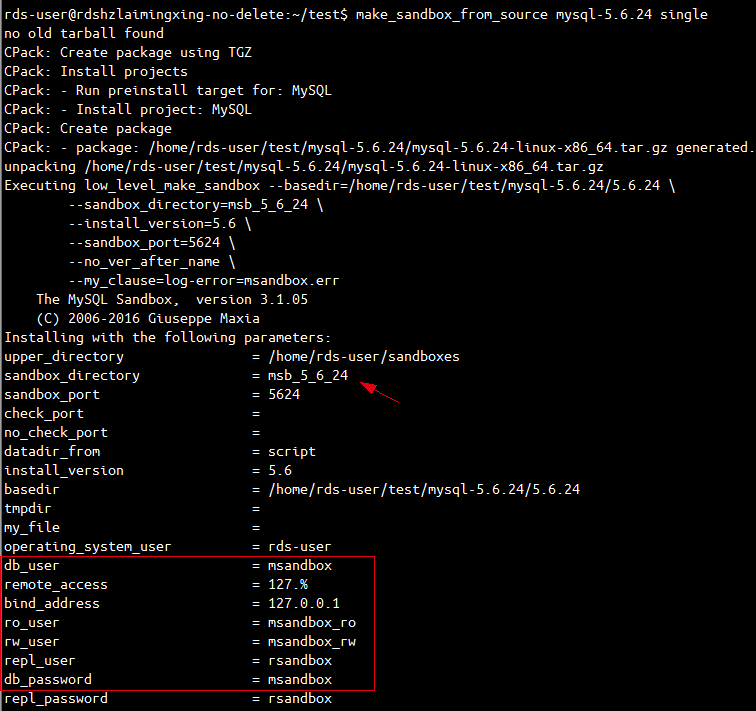 rds-user@rdshzlaimingxing-no-delete:~/test$ make_sandbox_from_source mysql-5.6.24 single
no old tarball found
CPack: Create package using TGZ
CPack: Install projects
CPack: - Run preinstall target for: MySQL
CPack: - Install project: MySQL
CPack: Create package
CPack: - package: /home/rds-user/test/mysql-5.6.24/mysql-5.6.24-linux-x86_64.tar.gz generated.
unpacking /home/rds-user/test/mysql-5.6.24/mysql-5.6.24-linux-x86_64.tar.gz
Executing low_level_make_sandbox --basedir=/home/rds-user/test/mysql-5.6.24/5.6.24 \
        --sandbox_directory=msb_5_6_24 \
        --install_version=5.6 \
        --sandbox_port=5624 \
        --no_ver_after_name \
        --my_clause=log-error=msandbox.err
    The MySQL Sandbox,  version 3.1.05
    (C) 2006-2016 Giuseppe Maxia
Installing with the following parameters:
upper_directory                = /home/rds-user/sandboxes
sandbox_directory              = msb_5_6_24
sandbox_port                   = 5624
check_port                     =
no_check_port                  =
datadir_from                   = script
install_version                = 5.6
basedir                        = /home/rds-user/test/mysql-5.6.24/5.6.24
tmpdir                         =
my_file                        =
operating_system_user          = rds-user
db_user                        = msandbox
remote_access                  = 127.%
bind_address                   = 127.0.0.1
ro_user                        = msandbox_ro
rw_user                        = msandbox_rw
repl_user                      = rsandbox
db_password                    = msandbox
repl_password                  = rsandbox